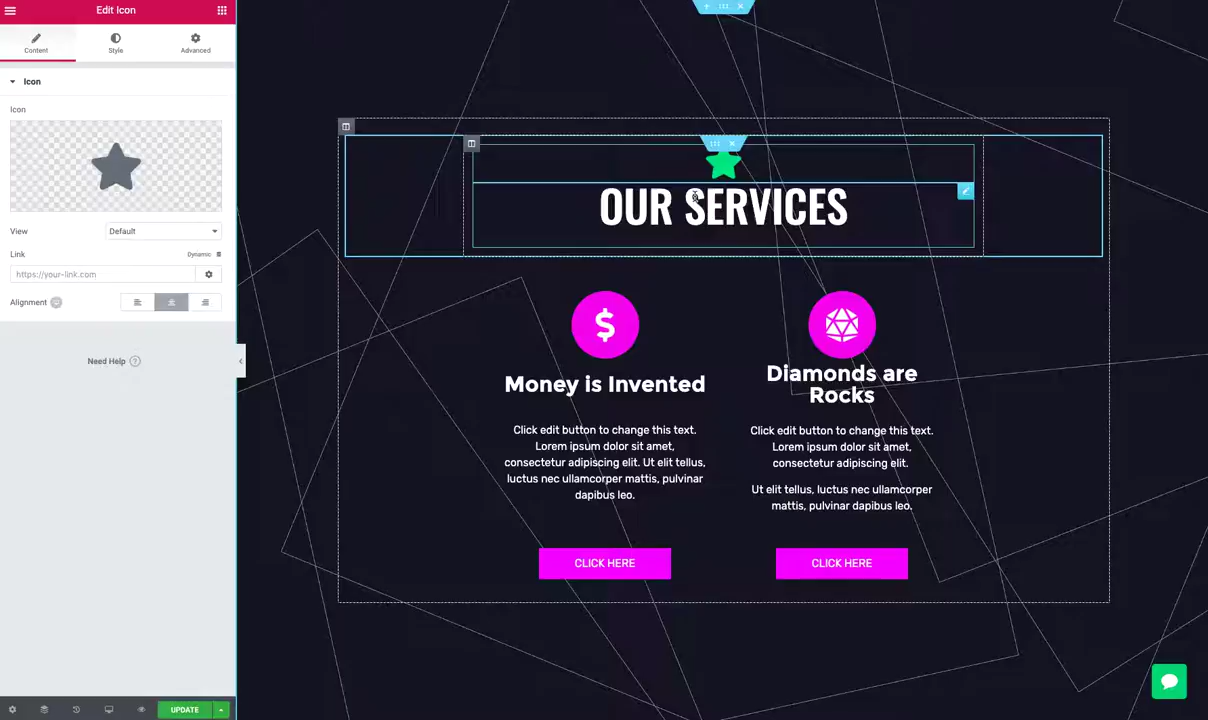 Edit Icon
Content
Style
Advanced
Icon
Icon
View
Default
Link
Dynamic
https://your-link.com
Alignment
Need Help ?
UPDATE
OUR SERVICES
$
Money is Invented
Click edit button to change this text.
Lorem ipsum dolor sit amet,
consectetur adipiscing elit. Ut elit tellus,
luctus nec ullamcorper mattis, pulvinar
dapibus leo.
CLICK HERE
Diamonds are
Rocks
Click edit button to change this text.
Lorem ipsum dolor sit amet,
consectetur adipiscing elit.
Ut elit tellus, luctus nec ullamcorper
mattis, pulvinar dapibus leo.
CLICK HERE